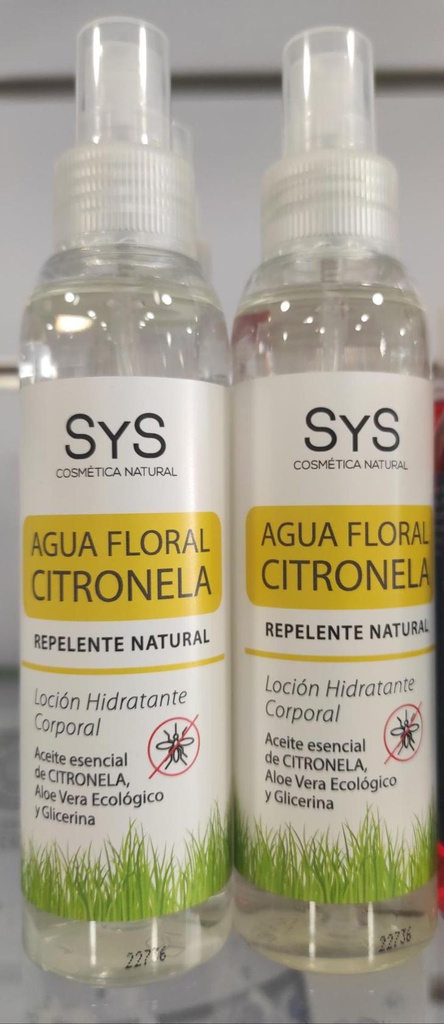 SyS
COSMÉTICA NATURAL
AGUA FLORAL
CITRONELA
REPELENTE NATURAL
Loción Hidratante
Corporal
Aceite esencial
de CITRONELA,
Aloe Vera Ecológico
y Glicerina
22736
SyS
COSMÉTICA NATURAL
AGUA FLORAL
CITRONELA
REPELENTE NATURAL
Loción Hidratante
Corporal
Aceite esencial
de CITRONELA,
Aloe Vera Ecológico
y Glicerina
22736